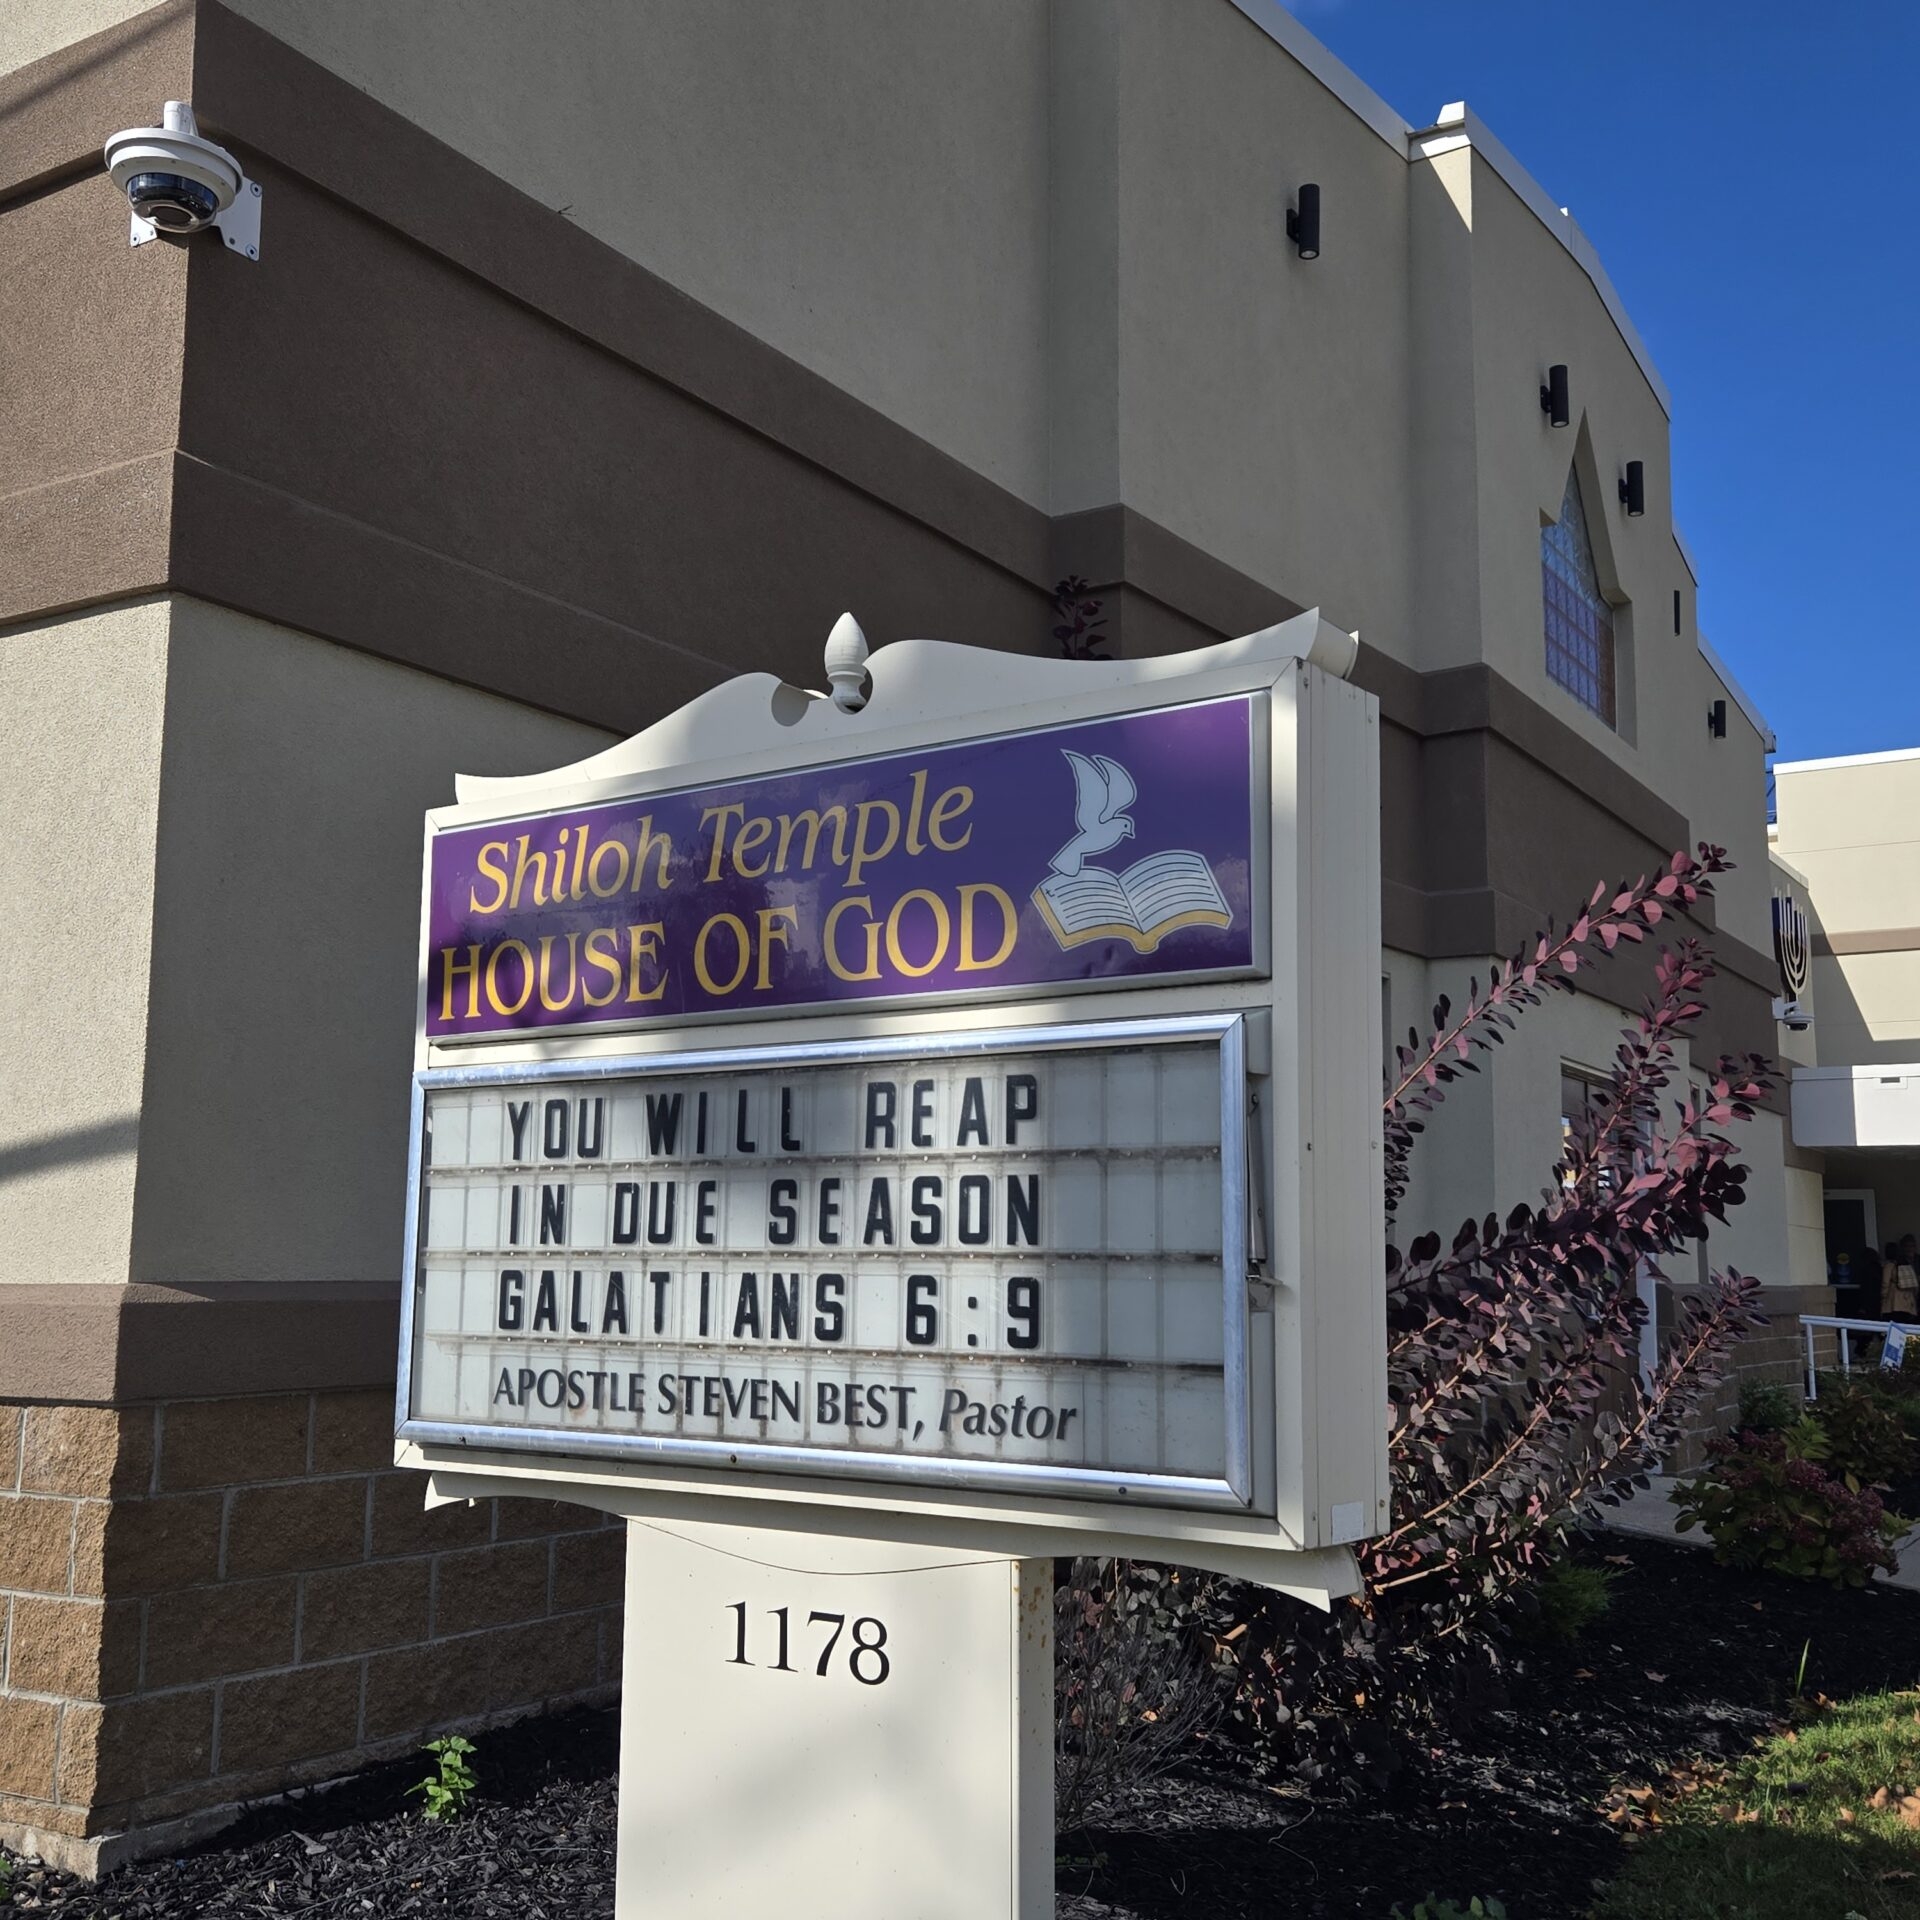 Shiloh Temple
HOUSE OF GOD
YOU WILL REAP
IN DUE SEASON
GALATIANS 6:9
APOSTLE STEVEN BEST, Pastor
1178